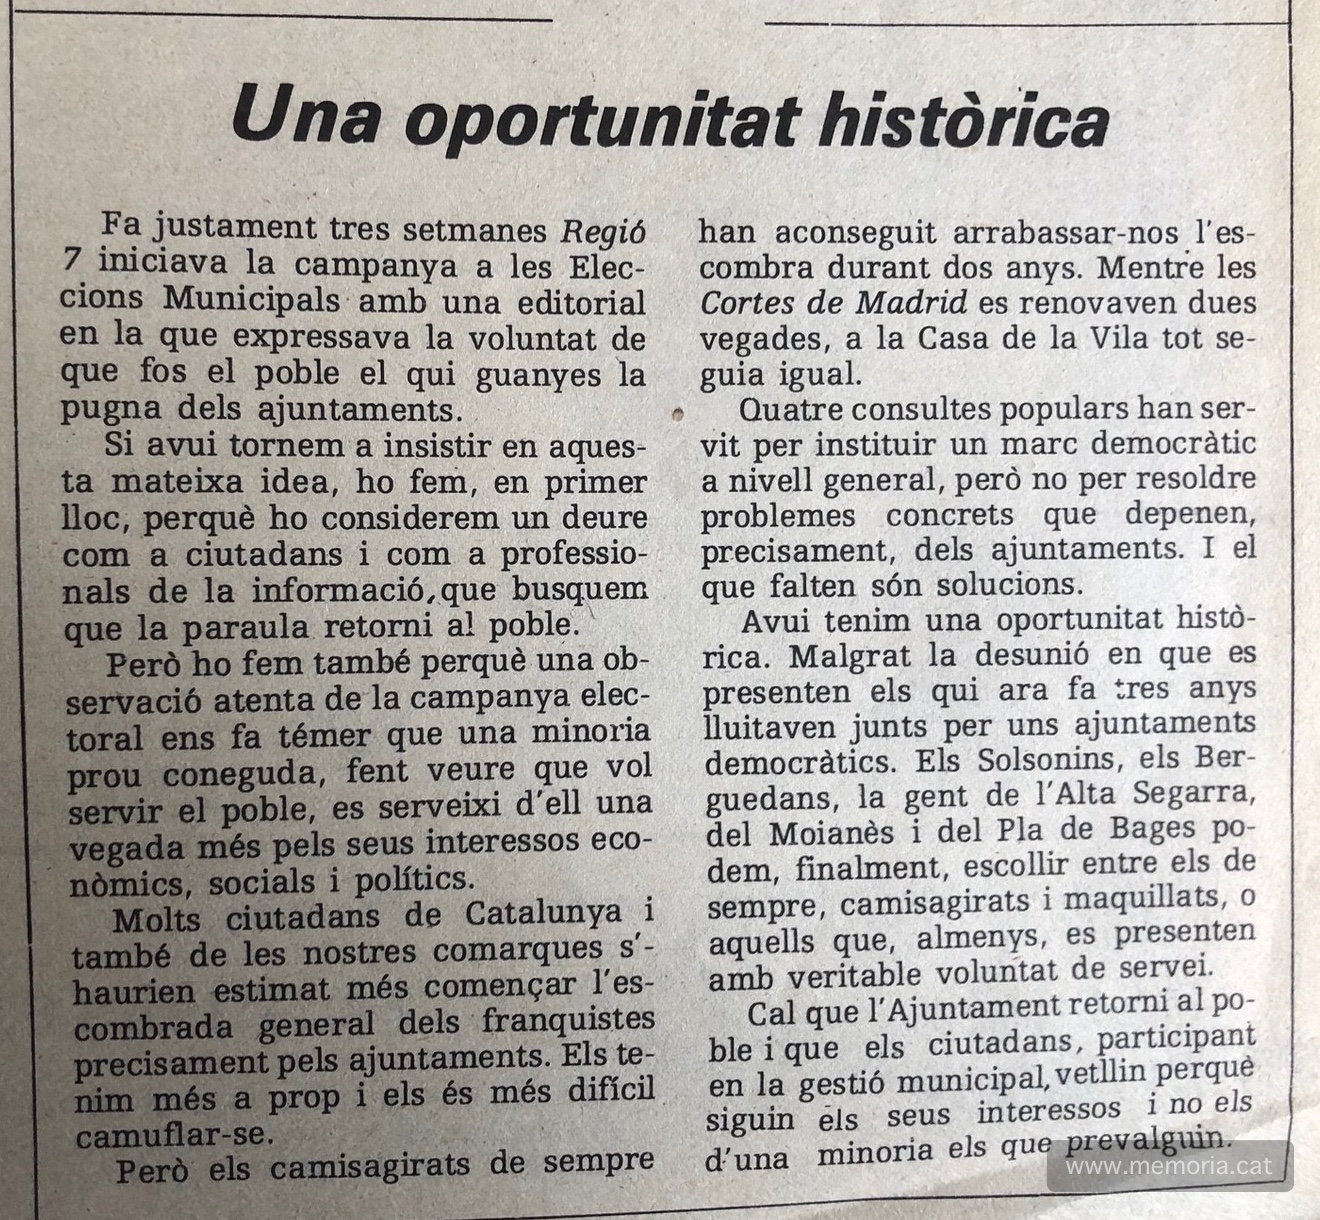 Una oportunitat històrica
Fa justament tres setmanes Regió
7 iniciava la campanya a les Elec-
cions Municipals amb una editorial
en la que expressava la voluntat de
que fos el poble el qui guanyes la
pugna dels ajuntaments.
Si avui tornem a insistir en aques-
ta mateixa idea, ho fem, en primer
lloc, perquè ho considerem un deure
com a ciutadans i com a professio-
nals de la informació, que busquem
que la paraula retorni al poble.
Però ho fem també perquè una ob-
servació atenta de la campanya elec-
toral ens fa témer que una minoria
prou coneguda, fent veure que vol
servir el poble, es serveixi d'ell una
vegada més pels seus interessos eco-
nòmics, socials i polítics.
Molts ciutadans de Catalunya i
també de les nostres comarques s'-
haurien estimat més començar l'es-
combrada general dels franquistes
precisament pels ajuntaments. Els te-
nim més a prop i els és més difícil
camuflar-se.
Però els camisagirats de sempre
han aconseguit arrabassar-nos l'es-
combra durant dos anys. Mentre les
Cortes de Madrid es renovaven dues
vegades, a la Casa de la Vila tot se-
guia igual.
Quatre consultes populars han ser-
vit per instituir un marc democràtic
a nivell general, però no per resoldre
problemes concrets que depenen,
precisament, dels ajuntaments. I el
que falten són solucions.
Avui tenim una oportunitat histò-
rica. Malgrat la desunió en que es
presenten els qui ara fa tres anys
lluitaven junts per uns ajuntaments
democràtics. Els Solsonins, els Ber-
guedans, la gent de l'Alta Segarra,
del Moianès i del Pla de Bages po-
dem, finalment, escollir entre els de
sempre, camisagirats i maquillats, o
aquells que, almenys, es presenten
amb veritable voluntat de servei.
Cal que l'Ajuntament retorni al po-
ble i que els ciutadans, participant
en la gestió municipal, vetllin perquè
siguin els seus interessos i no els
d'una minoria els que prevalguin.
www.memoria.cat